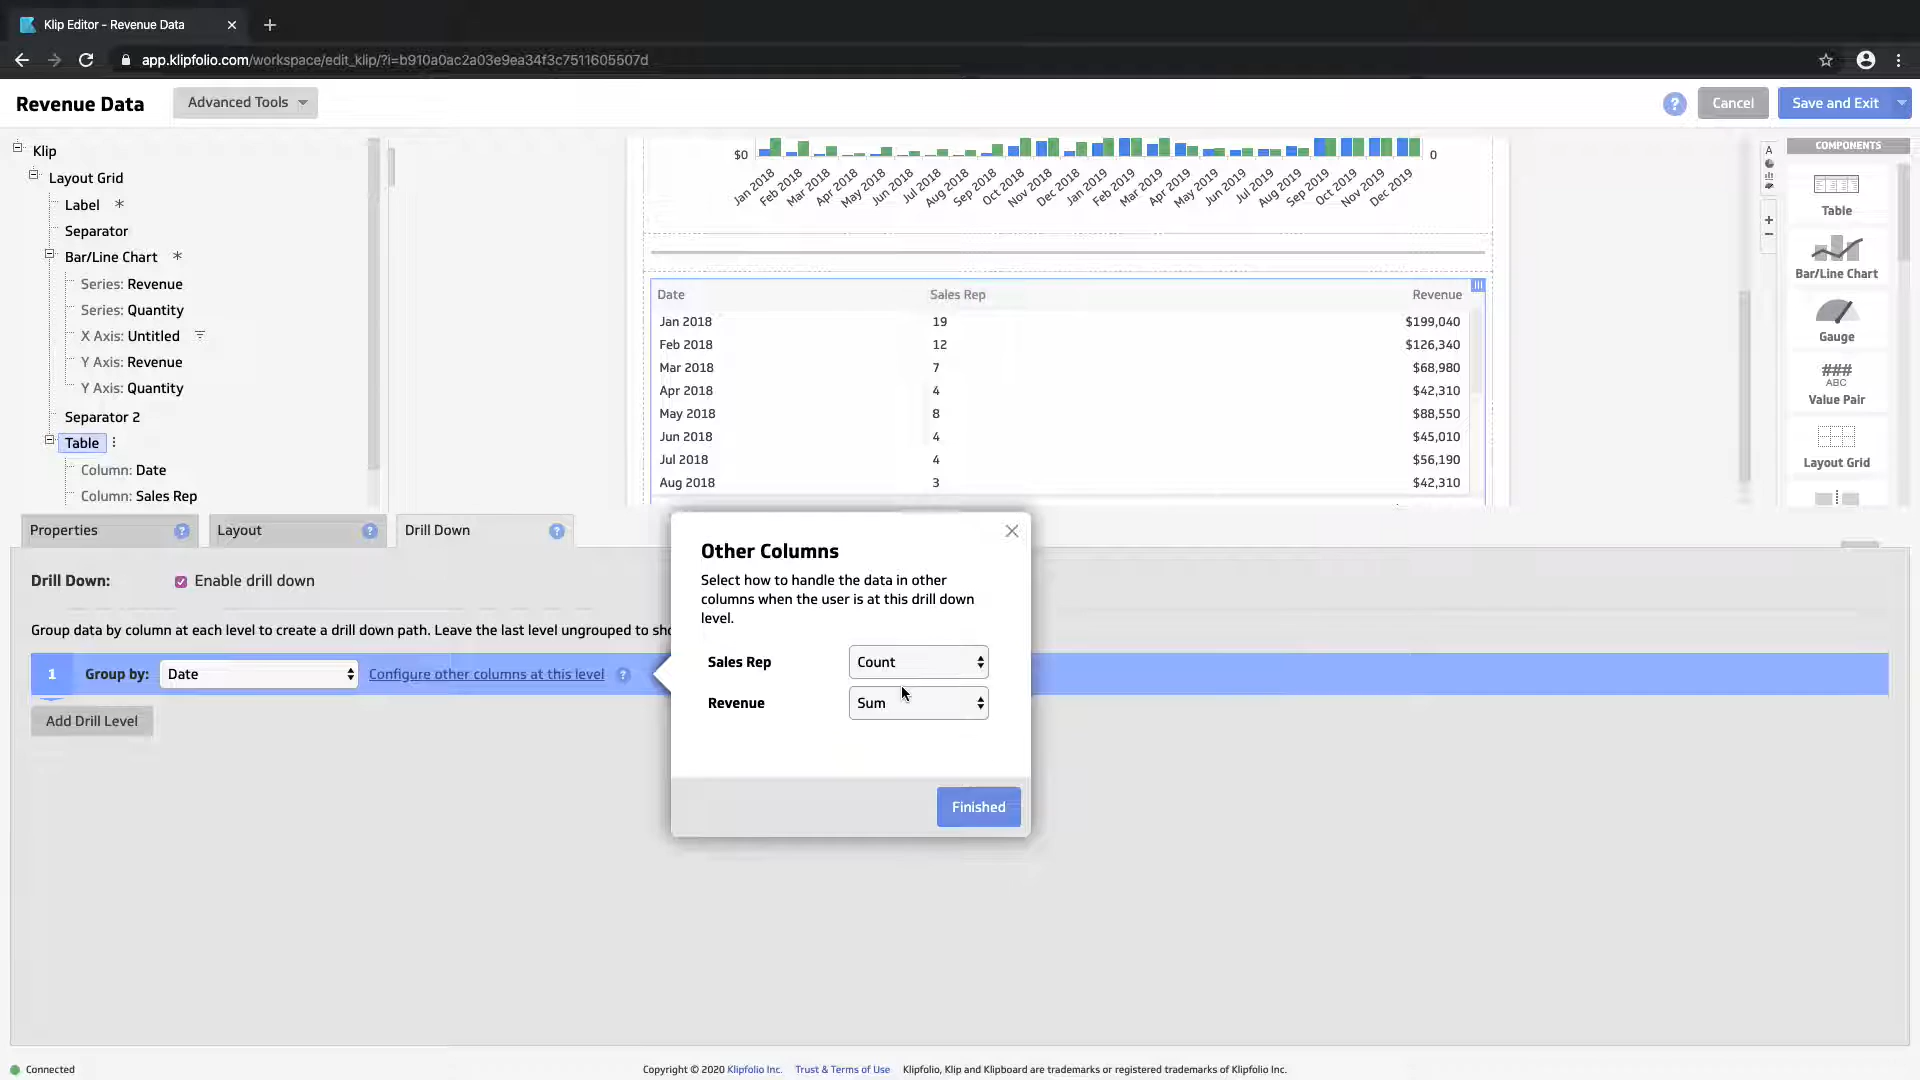 Klip Editor - Revenue Data
app.klipfolio.com/workspace/edit_klip/?i=b910a0ac2a03e9ea34f3c7511605507d
Revenue Data
Advanced Tools
?
Cancel
Save and Exit
Klip
Layout Grid
Label *
Separator
Bar/Line Chart *
Series: Revenue
Series: Quantity
X Axis: Untitled
Y Axis: Revenue
Y Axis: Quantity
Separator 2
Table
Column: Date
Column: Sales Rep
$0
0
Jan 2018
Feb 2018
Mar 2018
Apr 2018
May 2018
Jun 2018
Jul 2018
Aug 2018
Sep 2018
Oct 2018
Nov 2018
Dec 2018
Jan 2019
Feb 2019
Mar 2019
Apr 2019
May 2019
Jun 2019
Jul 2019
Aug 2019
Sep 2019
Oct 2019
Nov 2019
Dec 2019
Date Sales Rep Revenue
Jan 2018 19 $199,040
Feb 2018 12 $126,340
Mar 2018 7 $68,980
Apr 2018 4 $42,310
May 2018 8 $88,550
Jun 2018 4 $45,010
Jul 2018 4 $56,190
Aug 2018 3 $42,310
A
+
−
COMPONENTS
Table
Bar/Line Chart
Gauge
###
ABC
Value Pair
Layout Grid
Properties ?
Layout ?
Drill Down ?
Drill Down: Enable drill down
Group data by column at each level to create a drill down path. Leave the last level ungrouped to sho
1 Group by: Date Configure other columns at this level ?
Add Drill Level
Other Columns
Select how to handle the data in other
columns when the user is at this drill down
level.
Sales Rep Count
Revenue Sum
Finished
Connected
Copyright © 2020 Klipfolio Inc. Trust & Terms of Use Klipfolio, Klip and Klipboard are trademarks or registered trademarks of Klipfolio Inc.